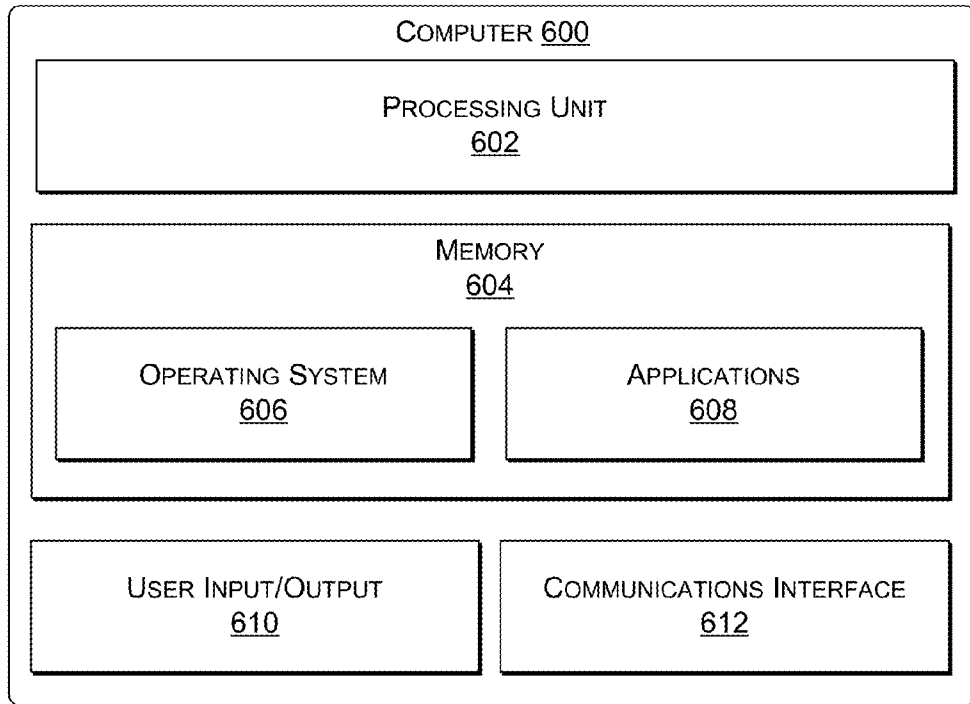 COMPUTER 600
PROCESSING UNIT
602
MEMORY
604
OPERATING SYSTEM
606
APPLICATIONS
608
USER INPUT/OUTPUT
610
COMMUNICATIONS INTERFACE
612